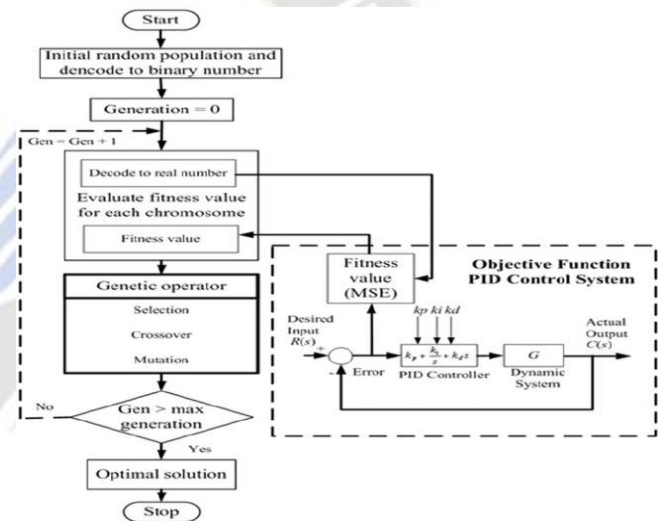 Start
Initial random population and
dencode to binary number
Generation = 0
Gen = Gen + 1
Decode to real number
Evaluate fitness value
for each chromosome
Fitness value
Genetic operator
Selection
Crossover
Mutation
No
Gen > max
generation
Yes
Optimal solution
Stop
Fitness
value
(MSE)
Objective Function
PID Control System
Desired
Input
R(s)
+
-
Error
kp ki kd
k_p + k_i/s + k_d s
PID Controller
G
Dynamic
System
Actual
Output
C(s)